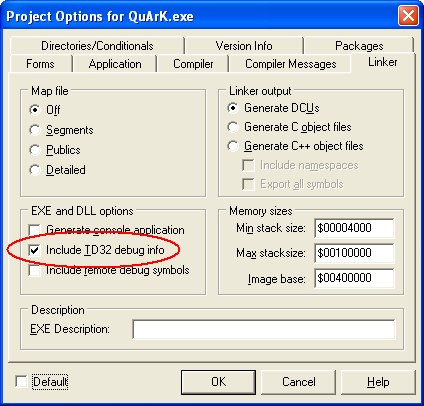 Project Options for QuArK.exe
Directories/Conditionals Version Info Packages
Forms Application Compiler Compiler Messages Linker
Map file
Off
Segments
Publics
Detailed
Linker output
Generate DCUs
Generate C object files
Generate C++ object files
Include namespaces
Export all symbols
EXE and DLL options
Generate console application
Include TD32 debug info
Include remote debug symbols
Memory sizes
Min stack size: $00004000
Max stacksize: $00100000
Image base: $00400000
Description
EXE Description:
Default OK Cancel Help